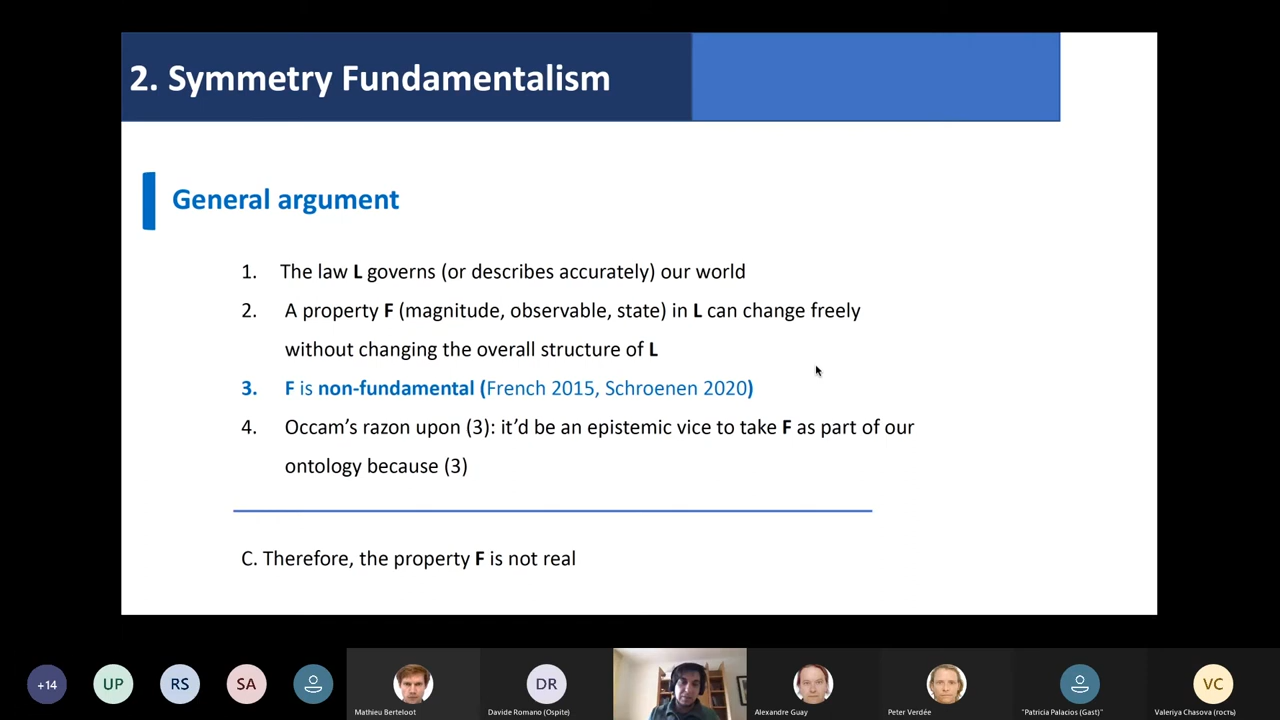 2. Symmetry Fundamentalism
General argument
1. The law L governs (or describes accurately) our world
2. A property F (magnitude, observable, state) in L can change freely
without changing the overall structure of L
3. F is non-fundamental (French 2015, Schroenen 2020)
4. Occam's razon upon (3): it'd be an epistemic vice to take F as part of our
ontology because (3)
C. Therefore, the property F is not real
+14
UP
RS
SA
DR
VC
Mathieu Berteloot
Davide Romano (Ospite)
Alexandre Guay
Peter Verdée
"Patricia Palacios (Gast)"
Valeriya Chasova (гость)